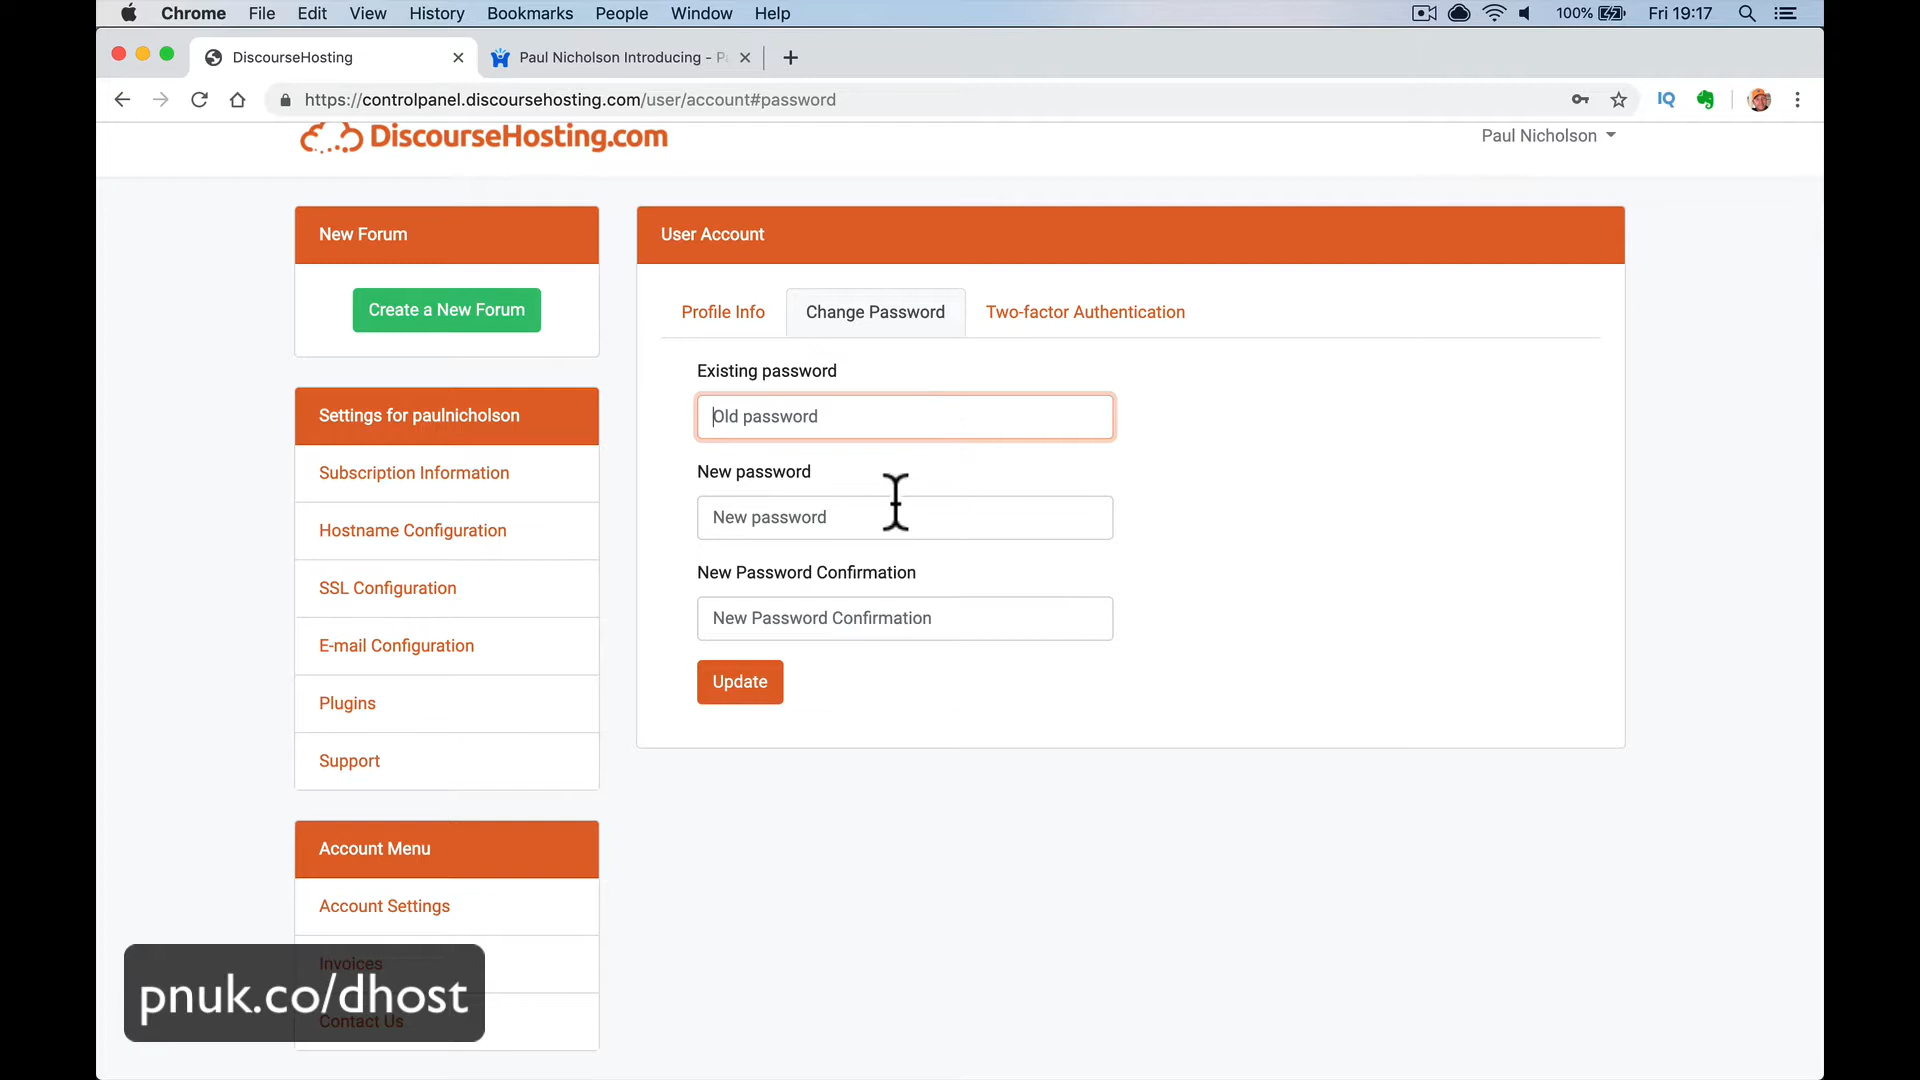 Chrome File Edit View History Bookmarks People Window Help 100% Fri 19:17
DiscourseHosting Paul Nicholson Introducing -
https://controlpanel.discoursehosting.com/user/account#password IQ
DiscourseHosting.com
Paul Nicholson
New Forum
Create a New Forum
Settings for paulnicholson
Subscription Information
Hostname Configuration
SSL Configuration
E-mail Configuration
Plugins
Support
Account Menu
Account Settings
Invoices
Contact Us
User Account
Profile Info Change Password Two-factor Authentication
Existing password
Old password
New password
New password
New Password Confirmation
New Password Confirmation
Update
pnuk.co/dhost